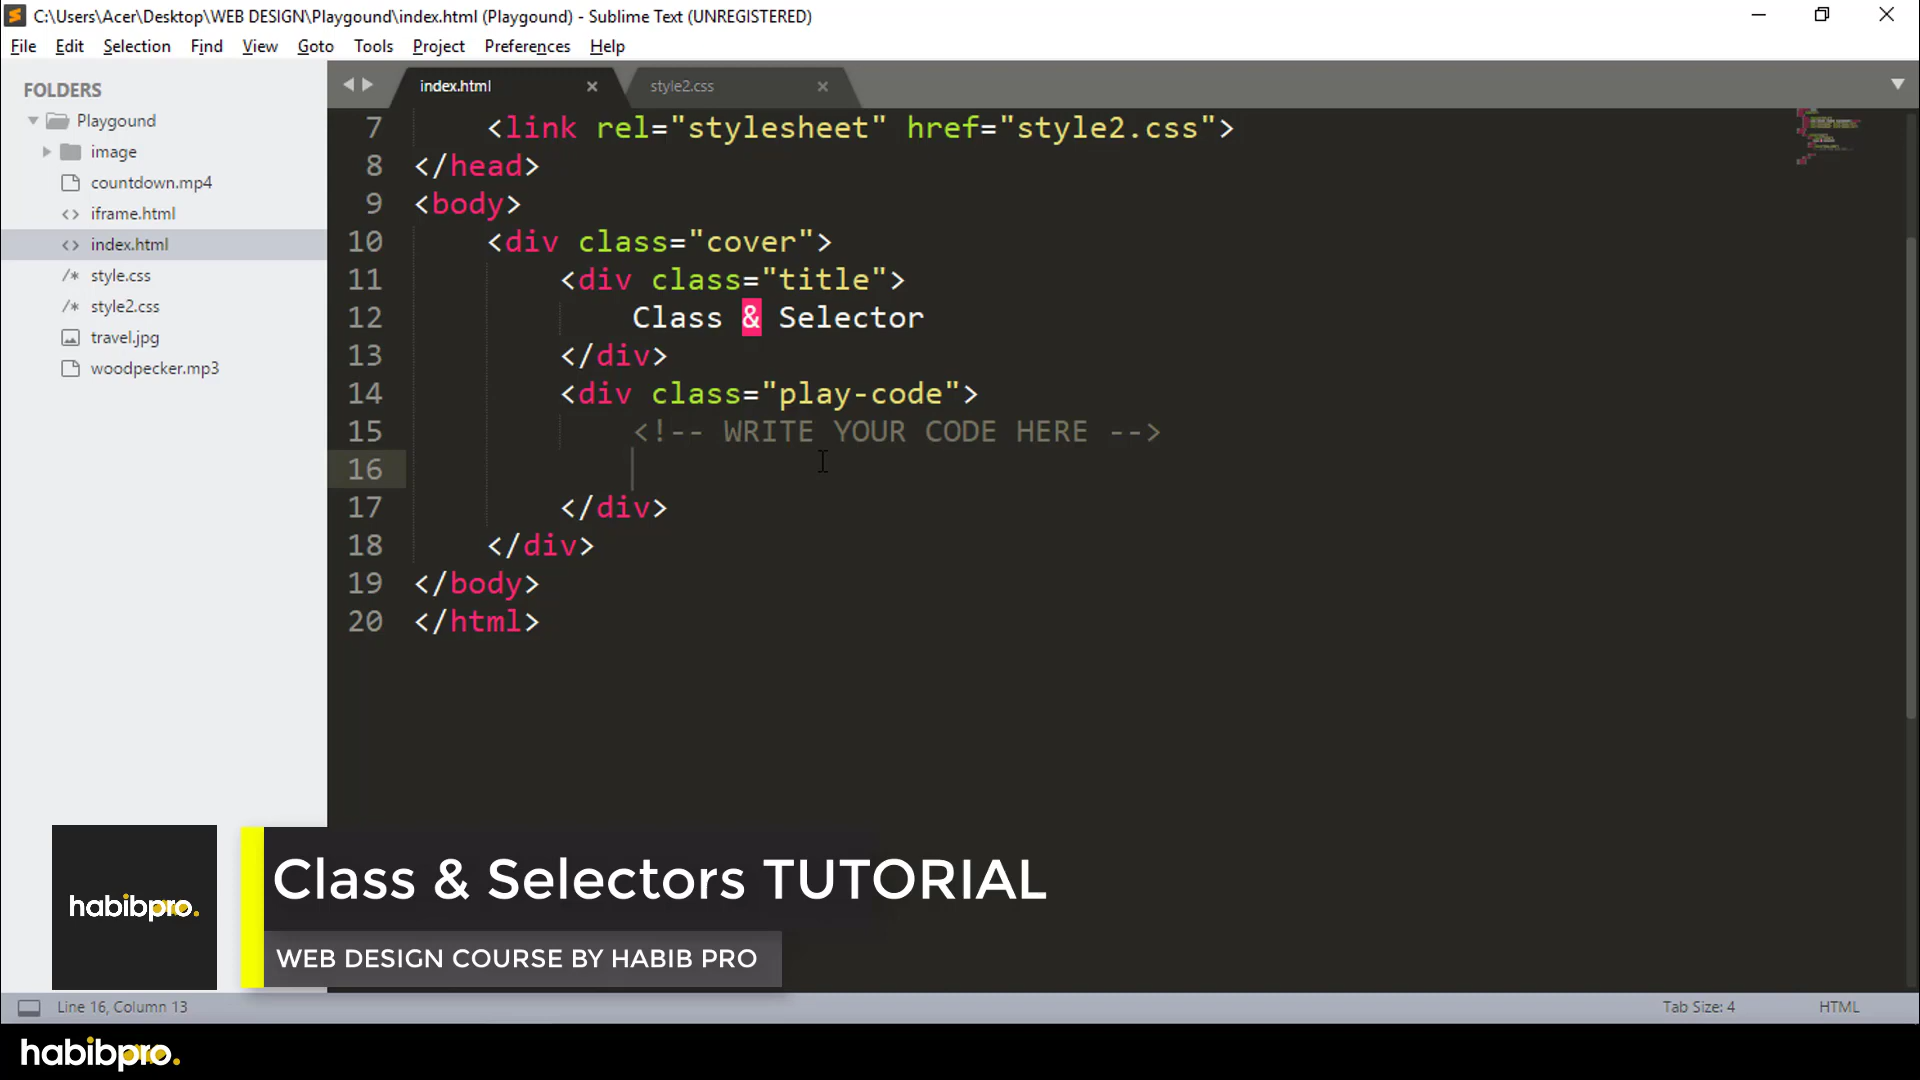 C:\Users\Acer\Desktop\WEB DESIGN\Playgound\index.html (Playgound) - Sublime Text (UNREGISTERED)
File Edit Selection Find View Goto Tools Project Preferences Help
FOLDERS
Playgound
image
countdown.mp4
<> iframe.html
<> index.html
/* style.css
/* style2.css
travel.jpg
woodpecker.mp3
index.html style2.css
7 <link rel="stylesheet" href="style2.css">
8 </head>
9 <body>
10 <div class="cover">
11 <div class="title">
12 Class & Selector
13 </div>
14 <div class="play-code">
15 <!-- WRITE YOUR CODE HERE -->
16
17 </div>
18 </div>
19 </body>
20 </html>
habibpro.
Class & Selectors TUTORIAL
WEB DESIGN COURSE BY HABIB PRO
Line 16, Column 13 Tab Size: 4 HTML
habibpro.